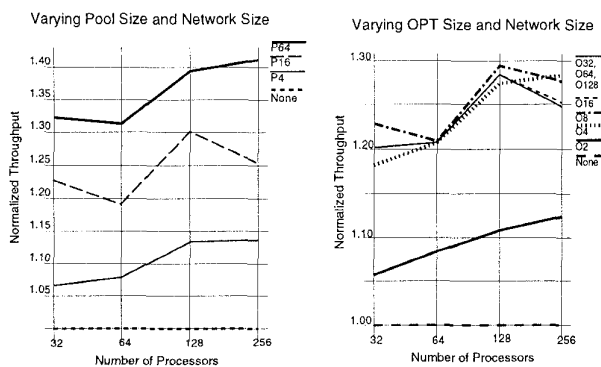 Varying Pool Size and Network Size
Normalized Throughput
1.40
1.35
1.30
1.25
1.20
1.15
1.10
1.05
32
64
128
256
Number of Processors
P64
P16
P4
None
Varying OPT Size and Network Size
Normalized Throughput
1.30
1.20
1.10
1.00
32
64
128
256
Number of Processors
O32,
O64,
O128
O16
O8
O4
O2
None